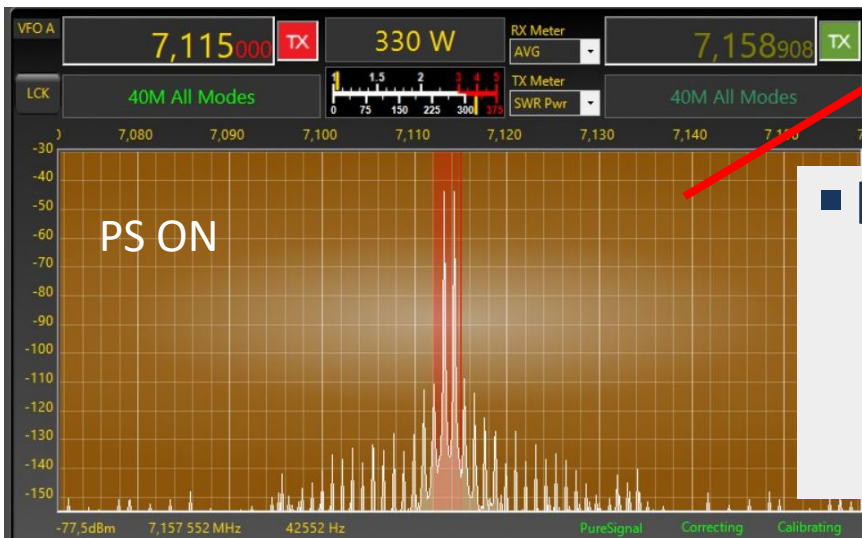 VFO A 7,115000 TX 330 W RX Meter 7,158908 TX
AVG
LCK 40M All Modes 1 1.5 2 3 4 5 TX Meter 40M All Modes
0 75 150 225 300 375 SWR Pwr
7,080 7,090 7,100 7,110 7,120 7,130 7,140
-30
-40
-50
PS ON
-60
-70
-80
-90
-100
-110
-120
-130
-140
-150
-77,5dBm 7,157 552 MHz 42552 Hz PureSignal Correcting Calibrating